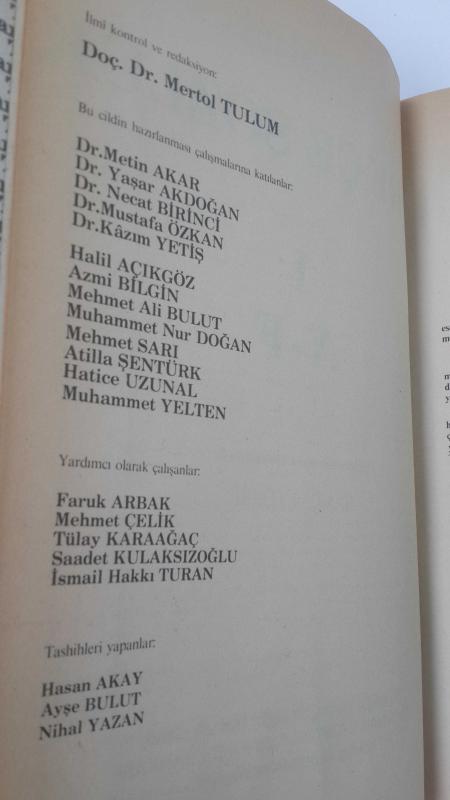 İlmi kontrol ve redaksiyon:
Doç. Dr. Mertol TULUM
Bu cildin hazırlanması çalışmalarına katılanlar:
Dr.Metin AKAR
Dr. Yaşar AKDOĞAN
Dr. Necat BİRİNCİ
Dr.Mustafa ÖZKAN
Dr.Kâzım YETİŞ
Halil AÇIKGÖZ
Azmi BİLGİN
Mehmet Ali BULUT
Muhammet Nur DOĞAN
Mehmet SARI
Atilla ŞENTÜRK
Hatice UZUNAL
Muhammet YELTEN
Yardımcı olarak çalışanlar:
Faruk ARBAK
Mehmet ÇELİK
Tülay KARAAĞAÇ
Saadet KULAKSIZOĞLU
İsmail Hakkı TURAN
Tashihleri yapanlar:
Hasan AKAY
Ayşe BULUT
Nihal YAZAN